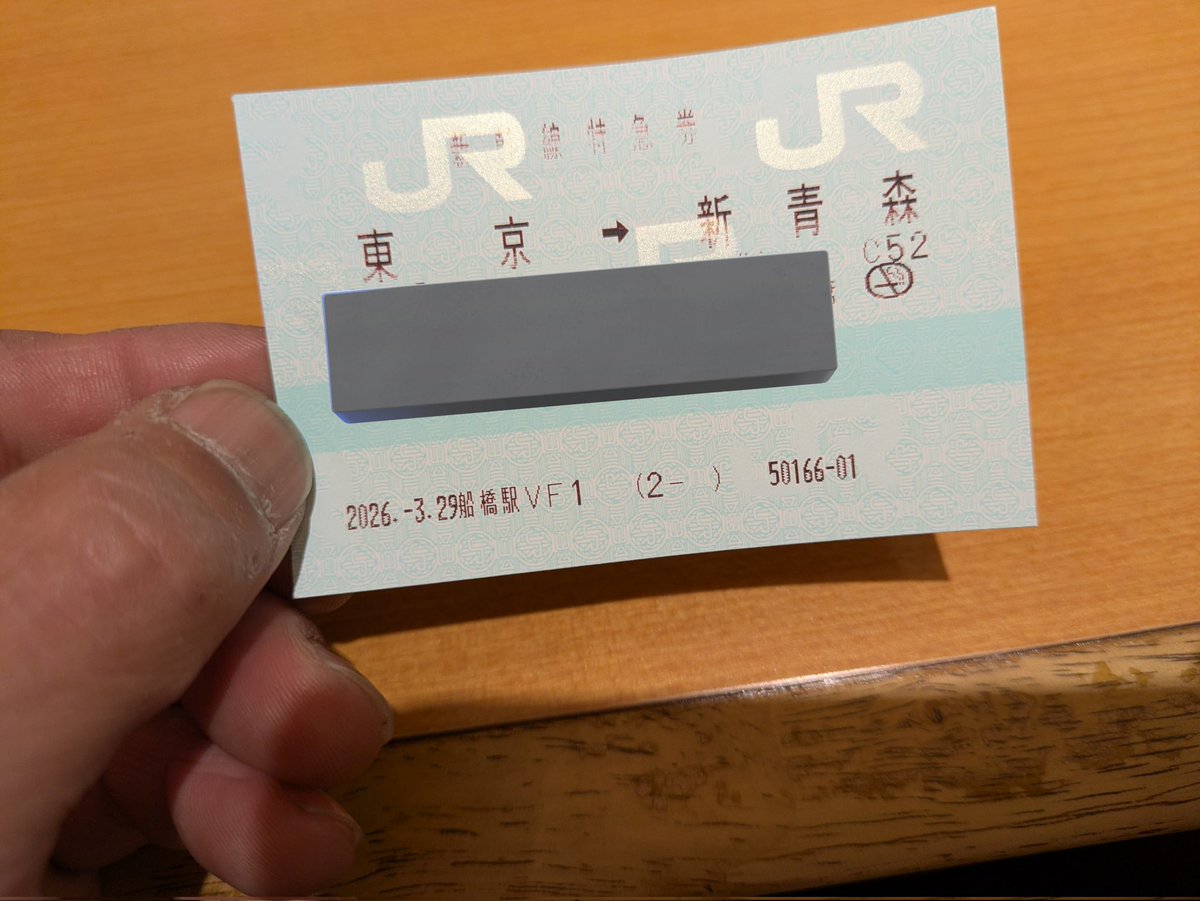 JR JR
新幹線特急券
東京➡新青森
C52
2026.-3.29船橋駅VF1 (2- ) 50166-01